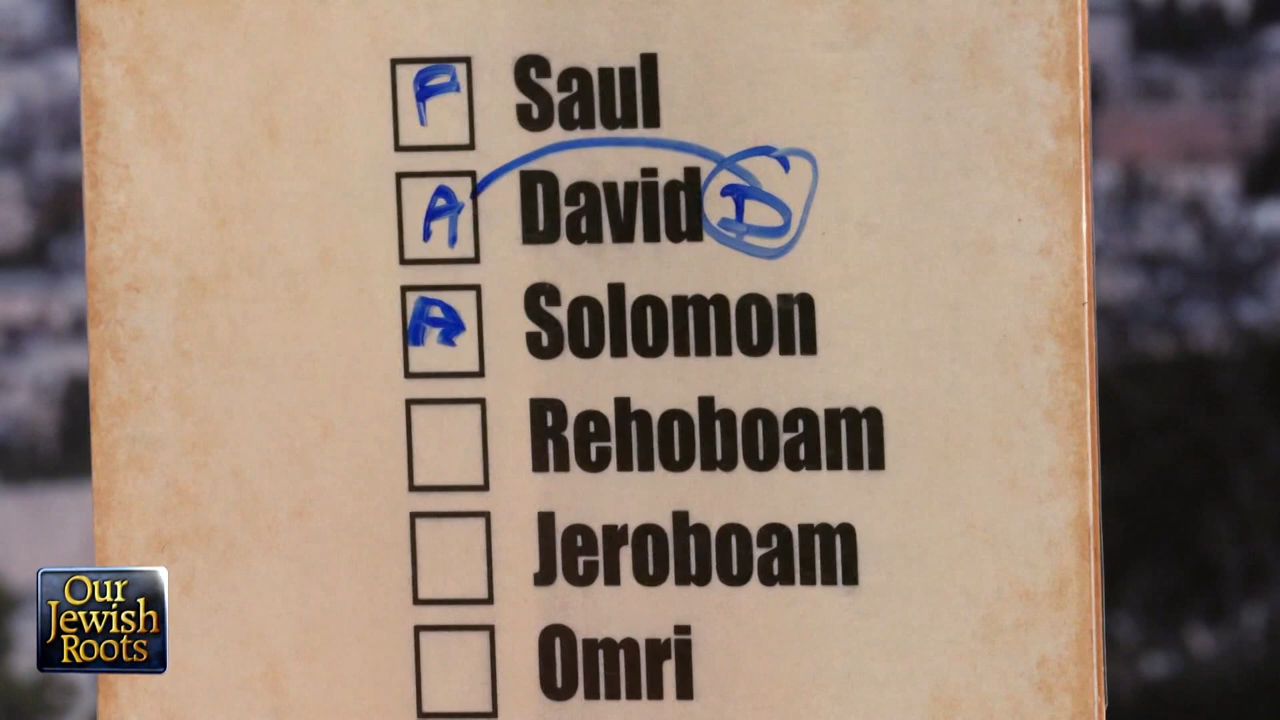 F Saul
A David D
A Solomon
Rehoboam
Jeroboam
Omri
Our
Jewish
Roots